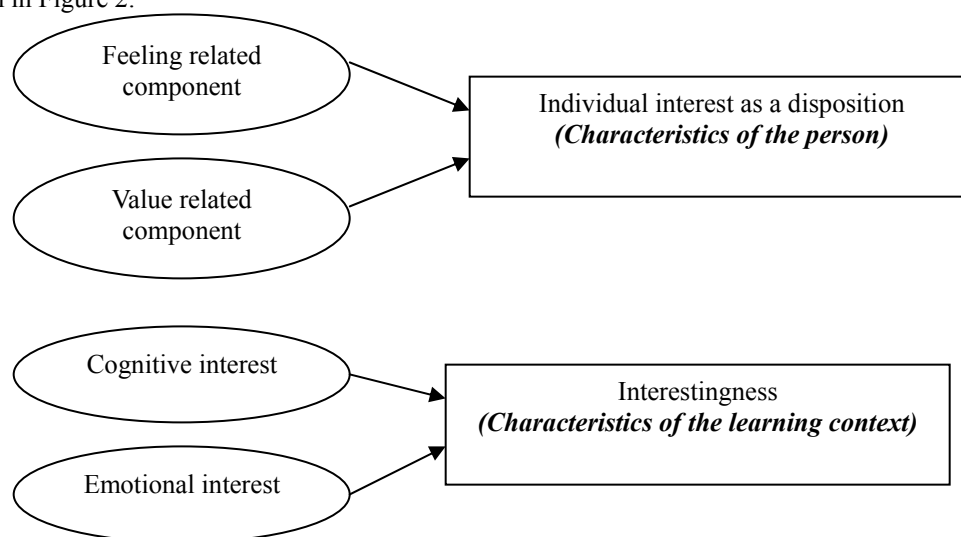 in Figure 2.
Feeling related
component
Individual interest as a disposition
(Characteristics of the person)
Value related
component
Cognitive interest
Interestingness
(Characteristics of the learning context)
Emotional interest